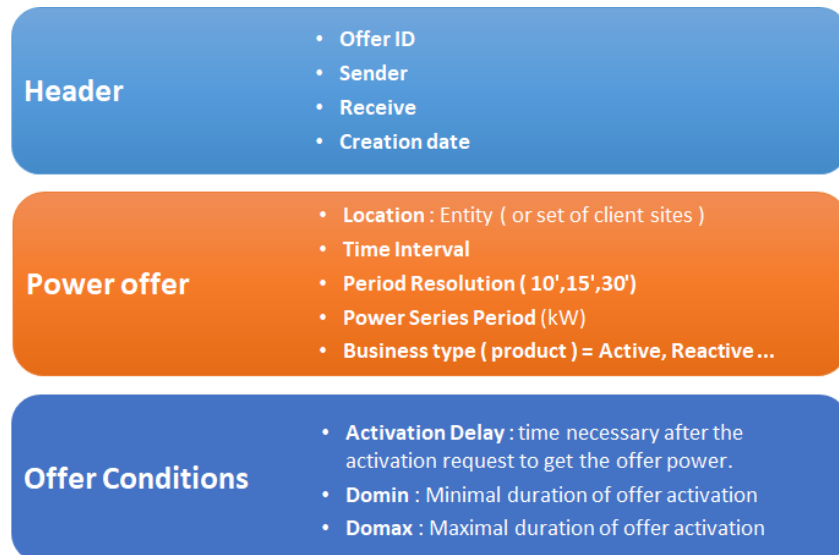 Header
• Offer ID
• Sender
• Receive
• Creation date
Power offer
• Location : Entity ( or set of client sites )
• Time Interval
• Period Resolution ( 10',15',30')
• Power Series Period (kW)
• Business type ( product ) = Active, Reactive ...
Offer Conditions
• Activation Delay : time necessary after the
activation request to get the offer power.
• Domin : Minimal duration of offer activation
• Domax : Maximal duration of offer activation